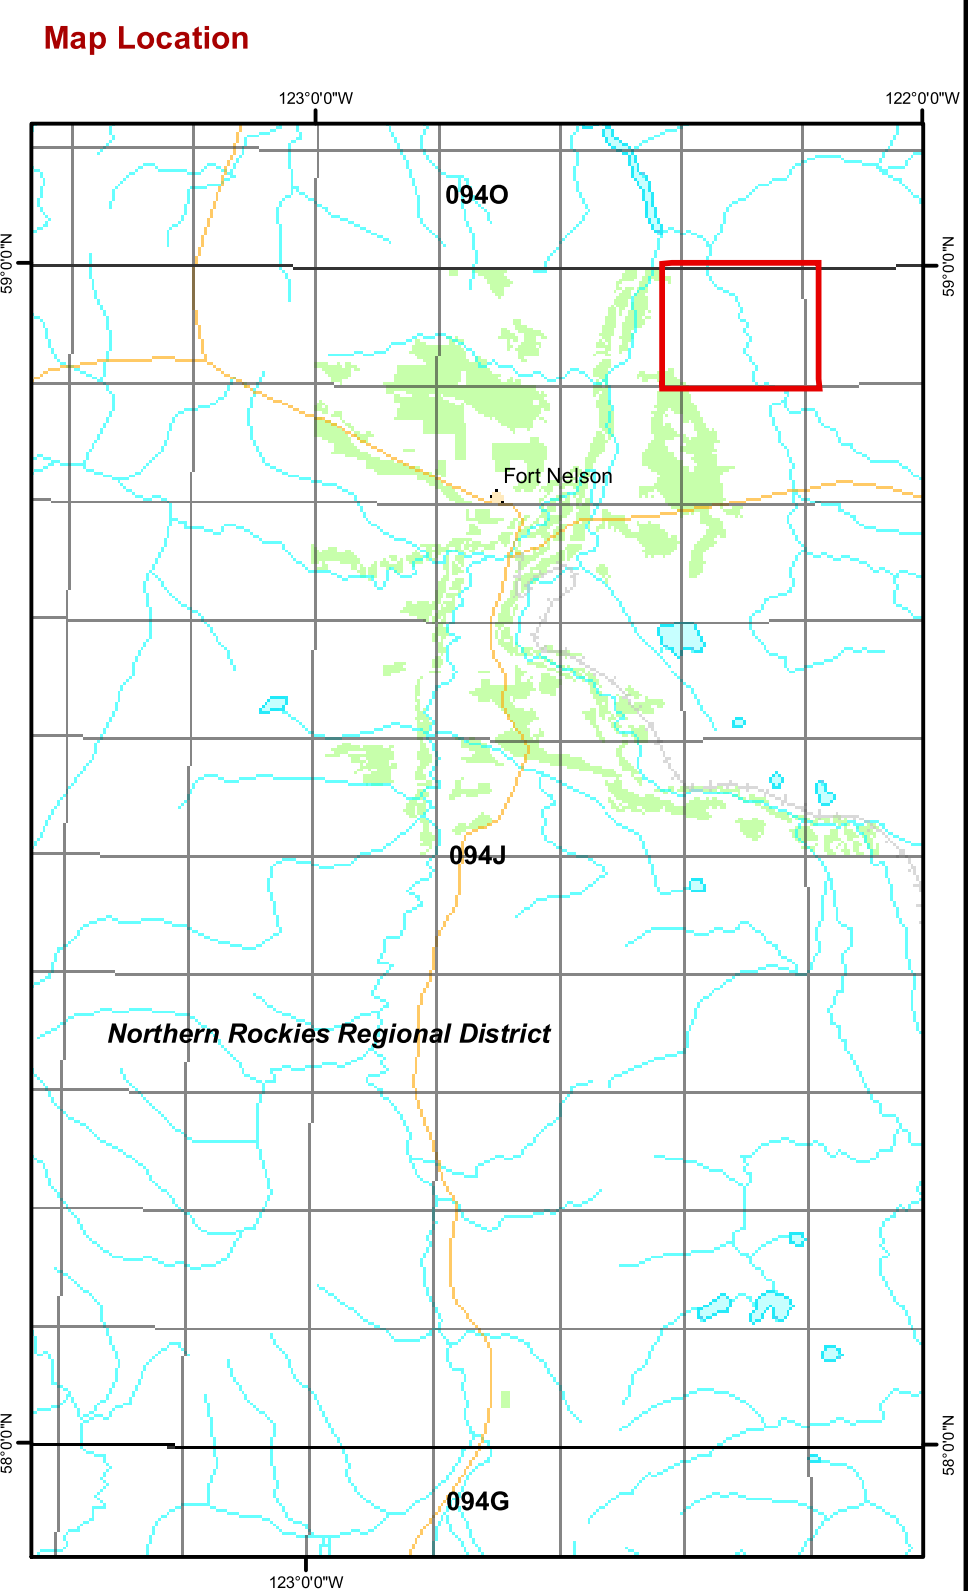 Map Location
123°0'0"W
122°0'0"W
094O
59°0'0"N
59°0'0"N
Fort Nelson
094J
Northern Rockies Regional District
58°0'0"N
58°0'0"N
094G
123°0'0"W